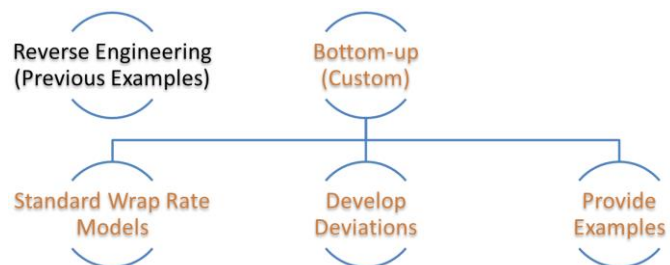 Reverse Engineering
(Previous Examples)
Bottom-up
(Custom)
Standard Wrap Rate
Models
Develop
Deviations
Provide
Examples